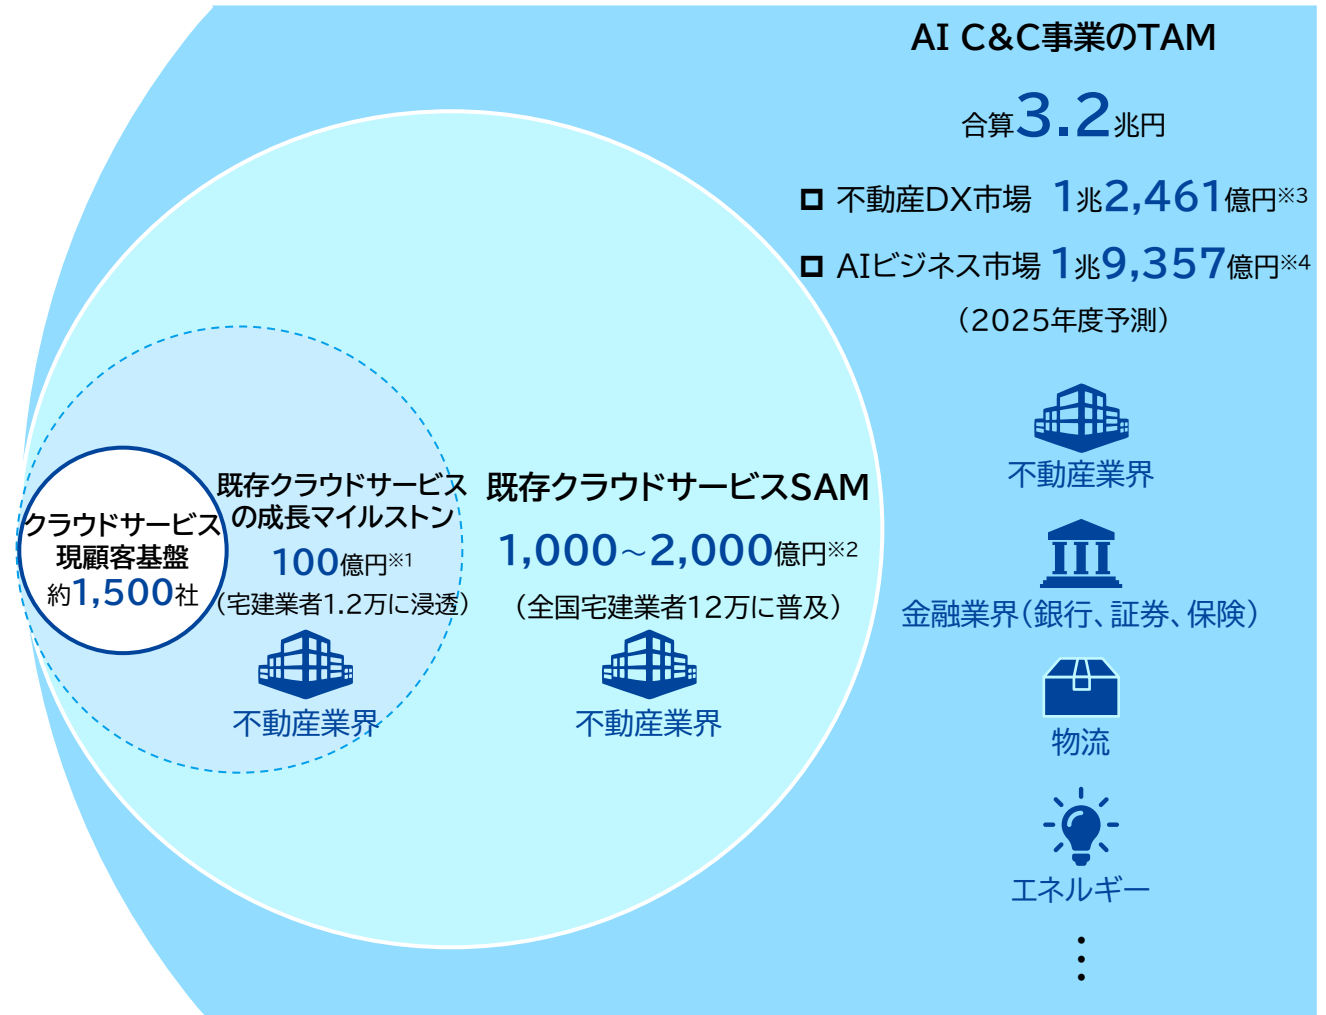 AI C&C事業のTAM
合算3.2兆円
不動産DX市場 1兆2,461億円※3
AIビジネス市場 1兆9,357億円※4
（2025年度予測）
不動産業界
金融業界（銀行、証券、保険）
物流
エネルギー
既存クラウドサービスSAM
1,000～2,000億円※2
（全国宅建業者12万に普及）
不動産業界
既存クラウドサービス
の成長マイルストン
100億円※1
（宅建業者1.2万に浸透）
不動産業界
クラウドサービス
現顧客基盤
約1,500社